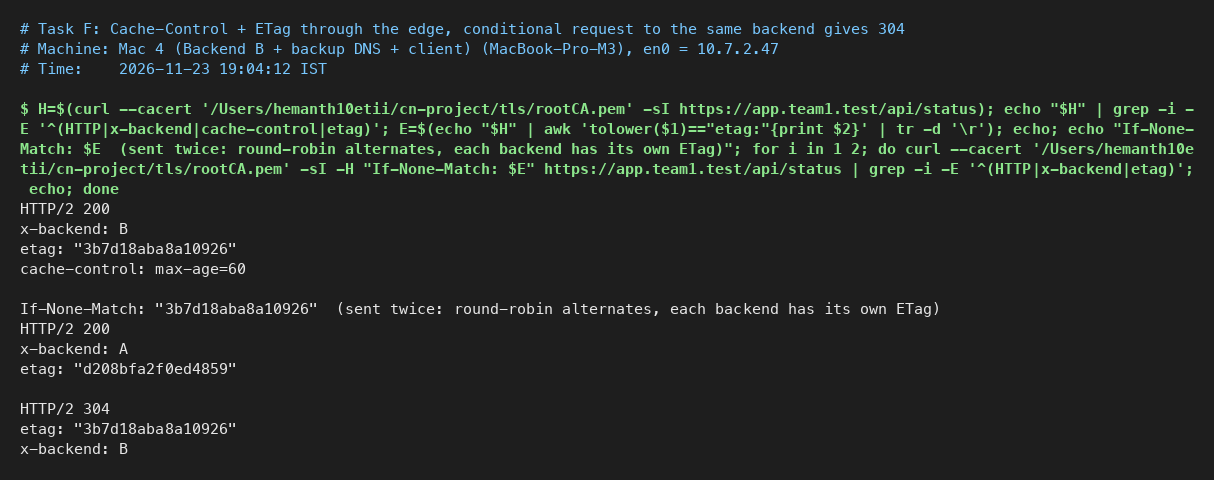 # Task F: Cache-Control + ETag through the edge, conditional request to the same backend gives 304
# Machine: Mac 4 (Backend B + backup DNS + client) (MacBook-Pro-M3), en0 = 10.7.2.47
# Time:    2026-11-23 19:04:12 IST
$ H=$(curl --cacert '/Users/hemanth10etii/cn-project/tls/rootCA.pem' -sI https://app.team1.test/api/status); echo "$H" | grep -i -
E '^(HTTP|x-backend|cache-control|etag)'; E=$(echo "$H" | awk 'tolower($1)=="etag:"{print $2}' | tr -d '\r'); echo; echo "If-None-
Match: $E  (sent twice: round-robin alternates, each backend has its own ETag)"; for i in 1 2; do curl --cacert '/Users/hemanth10e
tii/cn-project/tls/rootCA.pem' -sI -H "If-None-Match: $E" https://app.team1.test/api/status | grep -i -E '^(HTTP|x-backend|etag)';
 echo; done
HTTP/2 200
x-backend: B
etag: "3b7d18aba8a10926"
cache-control: max-age=60
If-None-Match: "3b7d18aba8a10926"  (sent twice: round-robin alternates, each backend has its own ETag)
HTTP/2 200
x-backend: A
etag: "d208bfa2f0ed4859"
HTTP/2 304
etag: "3b7d18aba8a10926"
x-backend: B